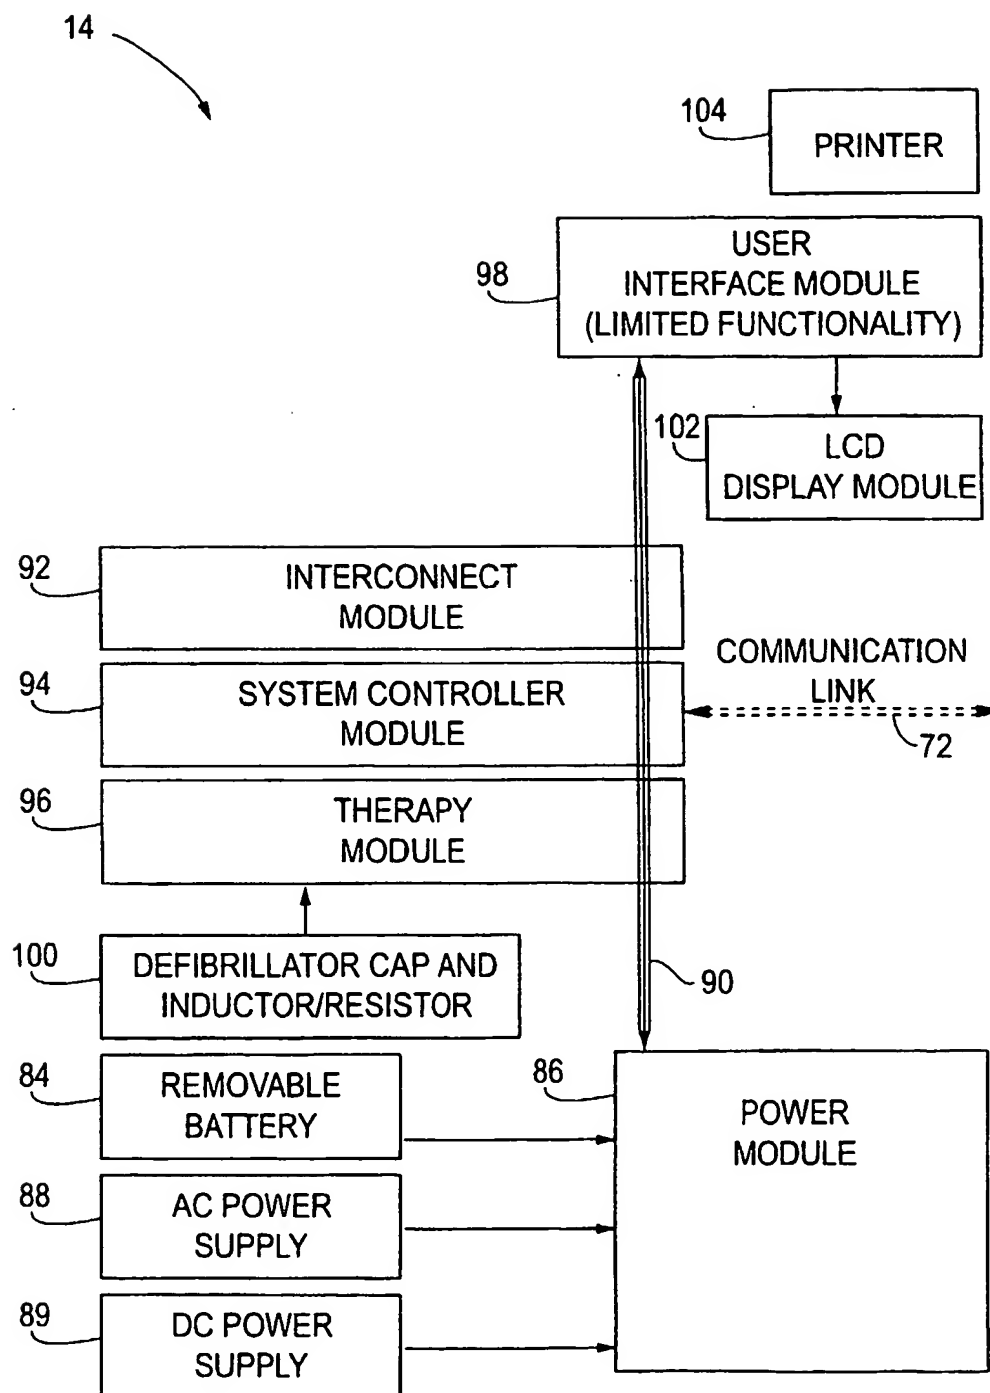 14
104
PRINTER
98
USER
INTERFACE MODULE
(LIMITED FUNCTIONALITY)
102
LCD
DISPLAY MODULE
92
INTERCONNECT
MODULE
94
SYSTEM CONTROLLER
MODULE
COMMUNICATION
LINK
72
96
THERAPY
MODULE
100
DEFIBRILLATOR CAP AND
INDUCTOR/RESISTOR
90
84
REMOVABLE
BATTERY
86
POWER
MODULE
88
AC POWER
SUPPLY
89
DC POWER
SUPPLY